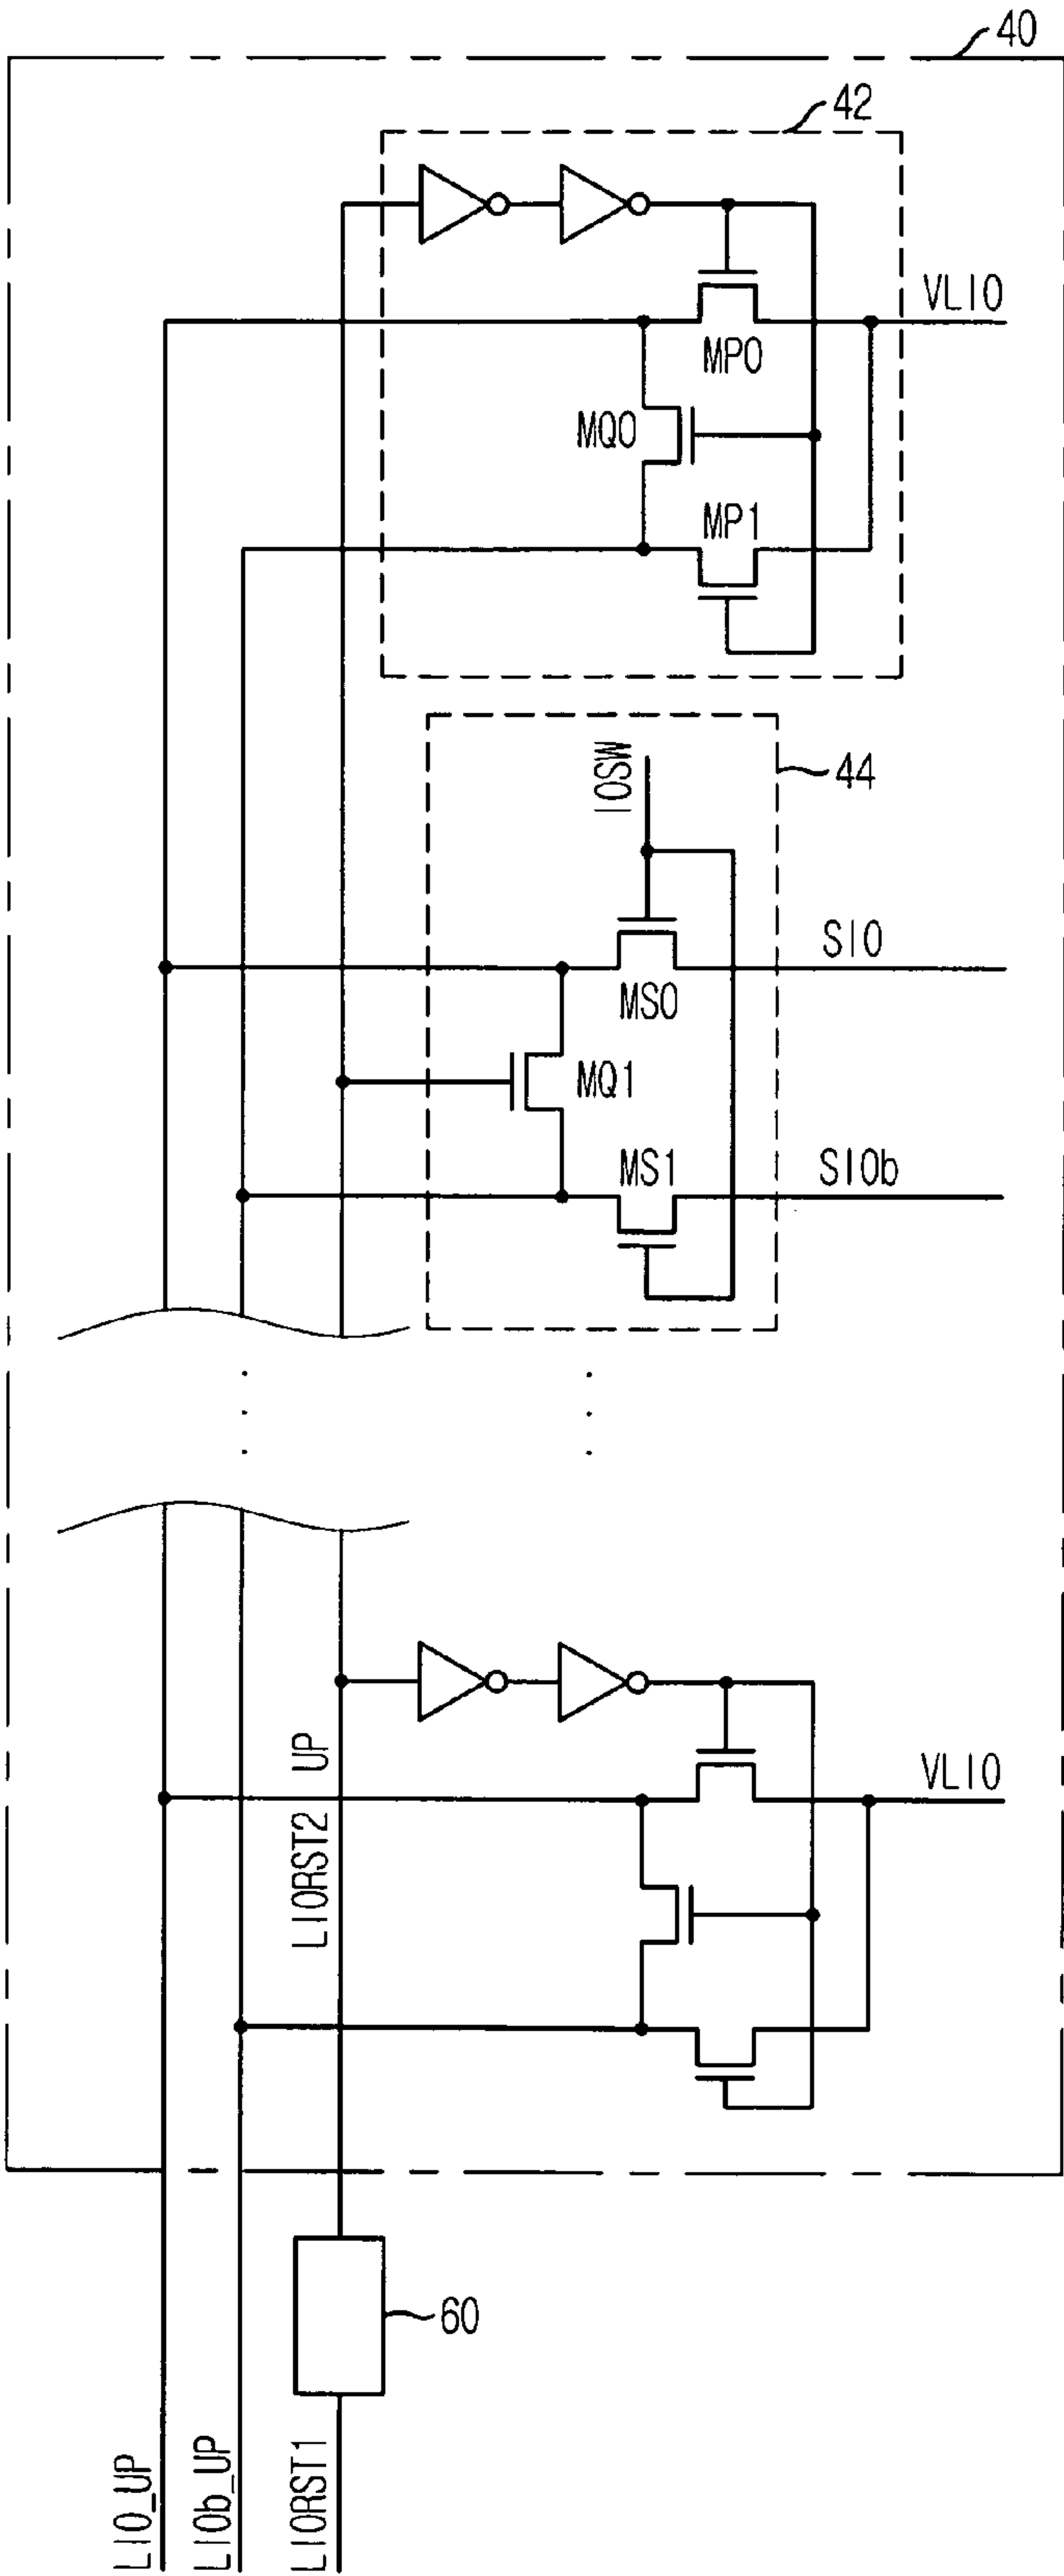 40
42
VLIO
MP0
MQ0
MP1
IOSW
44
SIO
MS0
MQ1
MS1
SIOb
LIORST2 UP
VLIO
60
LIO_UP
LIOb_UP
LIORST1